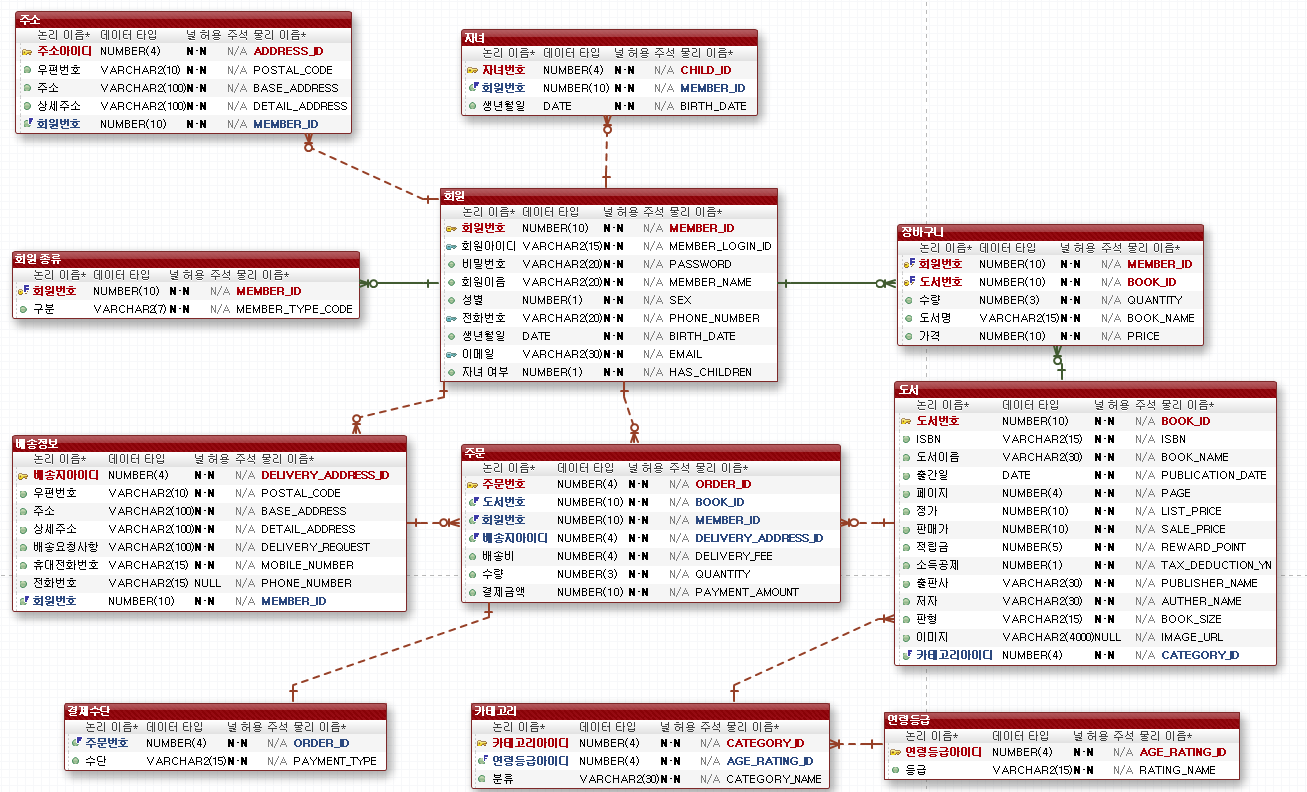 주소
논리 이름* 데이터 타입 널 허용 주석 물리 이름*
주소아이디 NUMBER(4) N-N N/A ADDRESS_ID
우편번호 VARCHAR2(10) N-N N/A POSTAL_CODE
주소 VARCHAR2(100) N-N N/A BASE_ADDRESS
상세주소 VARCHAR2(100) N-N N/A DETAIL_ADDRESS
회원번호 NUMBER(10) N-N N/A MEMBER_ID
자녀
논리 이름* 데이터 타입 널 허용 주석 물리 이름*
자녀번호 NUMBER(4) N-N N/A CHILD_ID
회원번호 NUMBER(10) N-N N/A MEMBER_ID
생년월일 DATE N-N N/A BIRTH_DATE
회원
논리 이름* 데이터 타입 널 허용 주석 물리 이름*
회원번호 NUMBER(10) N-N N/A MEMBER_ID
회원아이디 VARCHAR2(15) N-N N/A MEMBER_LOGIN_ID
비밀번호 VARCHAR2(20) N-N N/A PASSWORD
회원이름 VARCHAR2(20) N-N N/A MEMBER_NAME
성별 NUMBER(1) N-N N/A SEX
전화번호 VARCHAR2(20) N-N N/A PHONE_NUMBER
생년월일 DATE N-N N/A BIRTH_DATE
이메일 VARCHAR2(30) N-N N/A EMAIL
자녀 여부 NUMBER(1) N-N N/A HAS_CHILDREN
회원 종류
논리 이름* 데이터 타입 널 허용 주석 물리 이름*
회원번호 NUMBER(10) N-N N/A MEMBER_ID
구분 VARCHAR2(7) N-N N/A MEMBER_TYPE_CODE
장바구니
논리 이름* 데이터 타입 널 허용 주석 물리 이름*
회원번호 NUMBER(10) N-N N/A MEMBER_ID
도서번호 NUMBER(10) N-N N/A BOOK_ID
수량 NUMBER(3) N-N N/A QUANTITY
도서명 VARCHAR2(15) N-N N/A BOOK_NAME
가격 NUMBER(10) N-N N/A PRICE
도서
논리 이름* 데이터 타입 널 허용 주석 물리 이름*
도서번호 NUMBER(10) N-N N/A BOOK_ID
ISBN VARCHAR2(15) N-N N/A ISBN
도서이름 VARCHAR2(30) N-N N/A BOOK_NAME
출간일 DATE N-N N/A PUBLICATION_DATE
페이지 NUMBER(4) N-N N/A PAGE
정가 NUMBER(10) N-N N/A LIST_PRICE
판매가 NUMBER(10) N-N N/A SALE_PRICE
적립금 NUMBER(5) N-N N/A REWARD_POINT
소득공제 NUMBER(1) N-N N/A TAX_DEDUCTION_YN
출판사 VARCHAR2(30) N-N N/A PUBLISHER_NAME
저자 VARCHAR2(30) N-N N/A AUTHER_NAME
판형 VARCHAR2(15) N-N N/A BOOK_SIZE
이미지 VARCHAR2(4000) NULL N/A IMAGE_URL
카테고리아이디 NUMBER(4) N-N N/A CATEGORY_ID
배송정보
논리 이름* 데이터 타입 널 허용 주석 물리 이름*
배송지아이디 NUMBER(4) N-N N/A DELIVERY_ADDRESS_ID
우편번호 VARCHAR2(10) N-N N/A POSTAL_CODE
주소 VARCHAR2(100) N-N N/A BASE_ADDRESS
상세주소 VARCHAR2(100) N-N N/A DETAIL_ADDRESS
배송요청사항 VARCHAR2(100) N-N N/A DELIVERY_REQUEST
휴대전화번호 VARCHAR2(15) N-N N/A MOBILE_NUMBER
전화번호 VARCHAR2(15) NULL N/A PHONE_NUMBER
회원번호 NUMBER(10) N-N N/A MEMBER_ID
주문
논리 이름* 데이터 타입 널 허용 주석 물리 이름*
주문번호 NUMBER(4) N-N N/A ORDER_ID
도서번호 NUMBER(10) N-N N/A BOOK_ID
회원번호 NUMBER(10) N-N N/A MEMBER_ID
배송지아이디 NUMBER(4) N-N N/A DELIVERY_ADDRESS_ID
배송비 NUMBER(4) N-N N/A DELIVERY_FEE
수량 NUMBER(3) N-N N/A QUANTITY
결제금액 NUMBER(10) N-N N/A PAYMENT_AMOUNT
결제수단
논리 이름* 데이터 타입 널 허용 주석 물리 이름*
주문번호 NUMBER(4) N-N N/A ORDER_ID
수단 VARCHAR2(15) N-N N/A PAYMENT_TYPE
카테고리
논리 이름* 데이터 타입 널 허용 주석 물리 이름*
카테고리아이디 NUMBER(4) N-N N/A CATEGORY_ID
연령등급아이디 NUMBER(4) N-N N/A AGE_RATING_ID
분류 VARCHAR2(30) N-N N/A CATEGORY_NAME
연령등급
논리 이름* 데이터 타입 널 허용 주석 물리 이름*
연령등급아이디 NUMBER(4) N-N N/A AGE_RATING_ID
등급 VARCHAR2(15) N-N N/A RATING_NAME